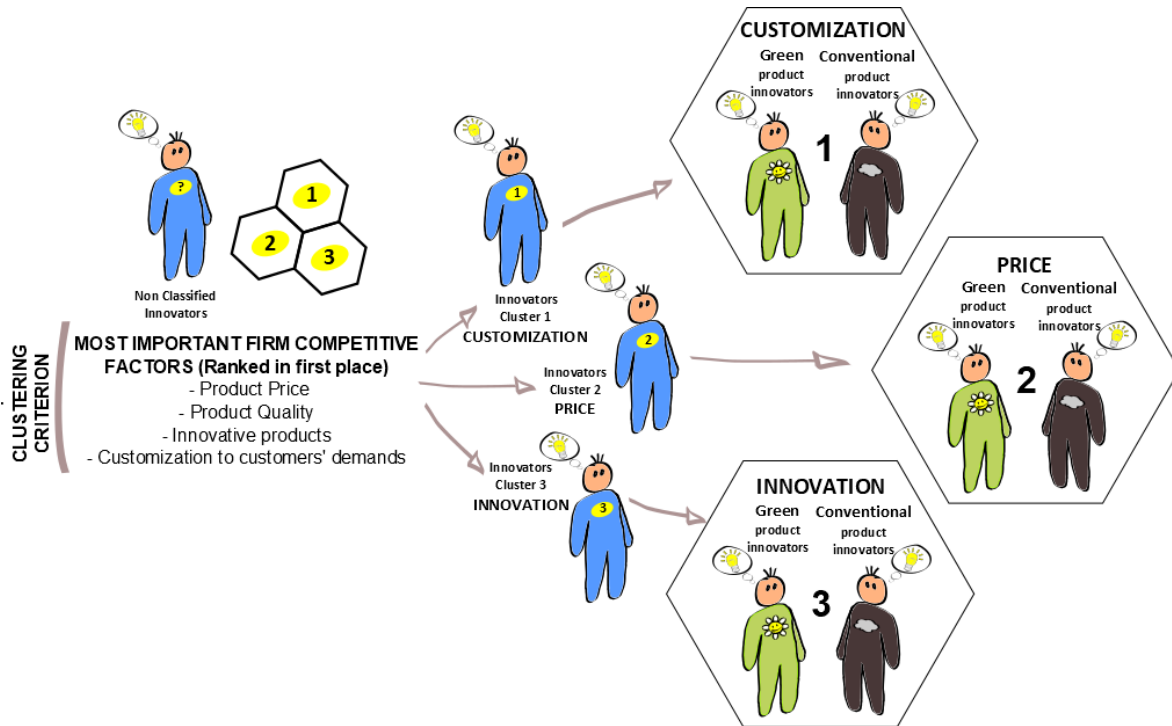 CUSTOMIZATION
Green
product
innovators
Conventional
product
innovators
1
?
1
2
3
Non Classified
Innovators
1
Innovators
Cluster 1
CUSTOMIZATION
CLUSTERING
CRITERION
MOST IMPORTANT FIRM COMPETITIVE
FACTORS (Ranked in first place)
- Product Price
- Product Quality
- Innovative products
- Customization to customers' demands
2
Innovators
Cluster 2
PRICE
Innovators
Cluster 3
INNOVATION
3
PRICE
Green
product
innovators
Conventional
product
innovators
2
INNOVATION
Green
product
innovators
Conventional
product
innovators
3